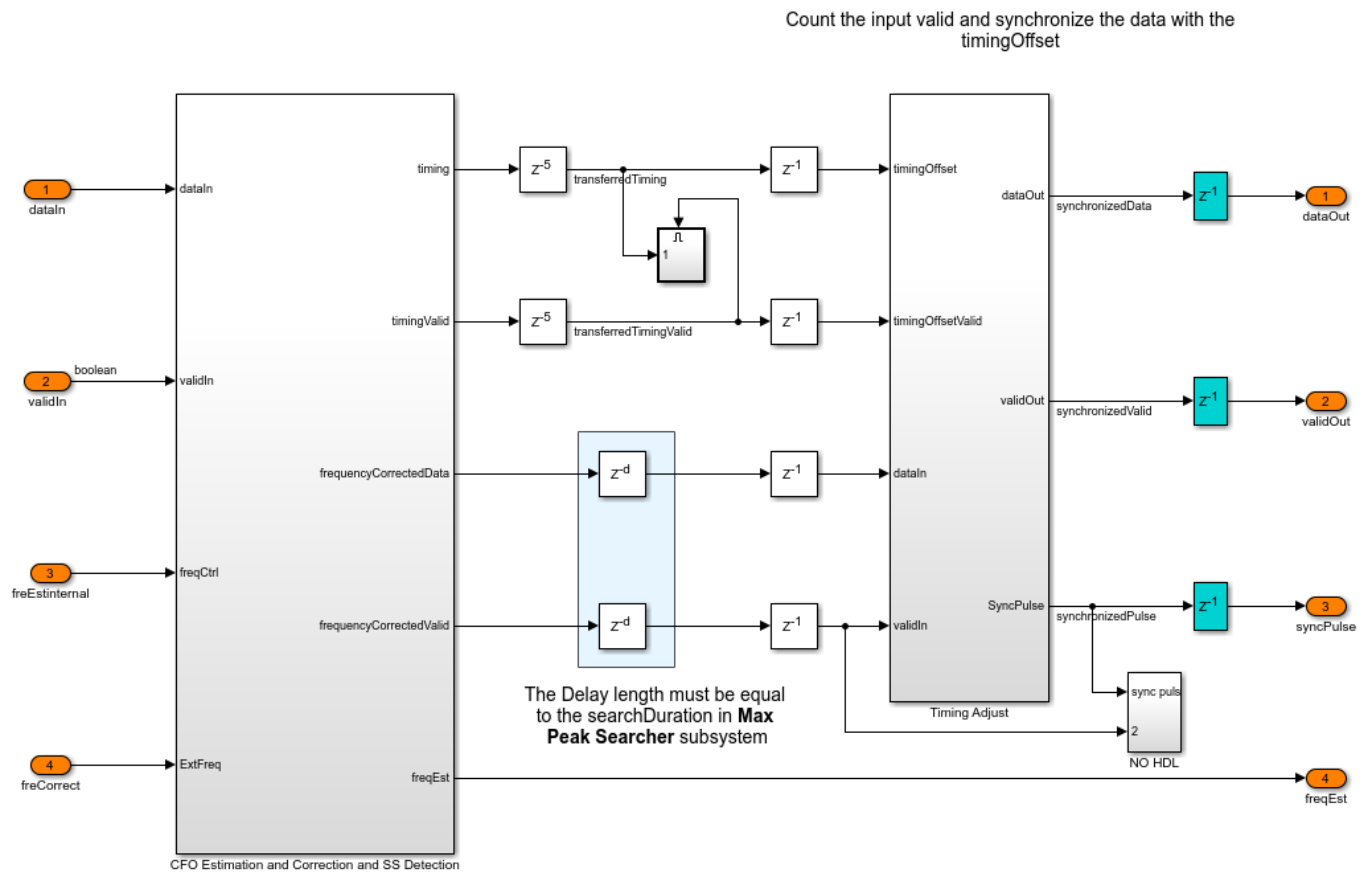 Count the input valid and synchronize the data with the
timingOffset
timing
z-5
transferredTiming
z-1
timingOffset
1
dataIn
dataIn
dataOut
synchronizedData
z-1
1
dataOut
1
timingValid
z-5
transferredTimingValid
z-1
timingOffsetValid
boolean
2
validIn
validIn
validOut
synchronizedValid
z-1
2
validOut
frequencyCorrectedData
z-d
z-1
dataIn
3
freEstinternal
freqCtrl
frequencyCorrectedValid
z-d
z-1
validIn
SyncPulse
synchronizedPulse
z-1
3
syncPulse
The Delay length must be equal
to the searchDuration in Max
Peak Searcher subsystem
Timing Adjust
sync puls
2
NO HDL
4
freCorrect
ExtFreq
freqEst
4
freqEst
CFO Estimation and Correction and SS Detection